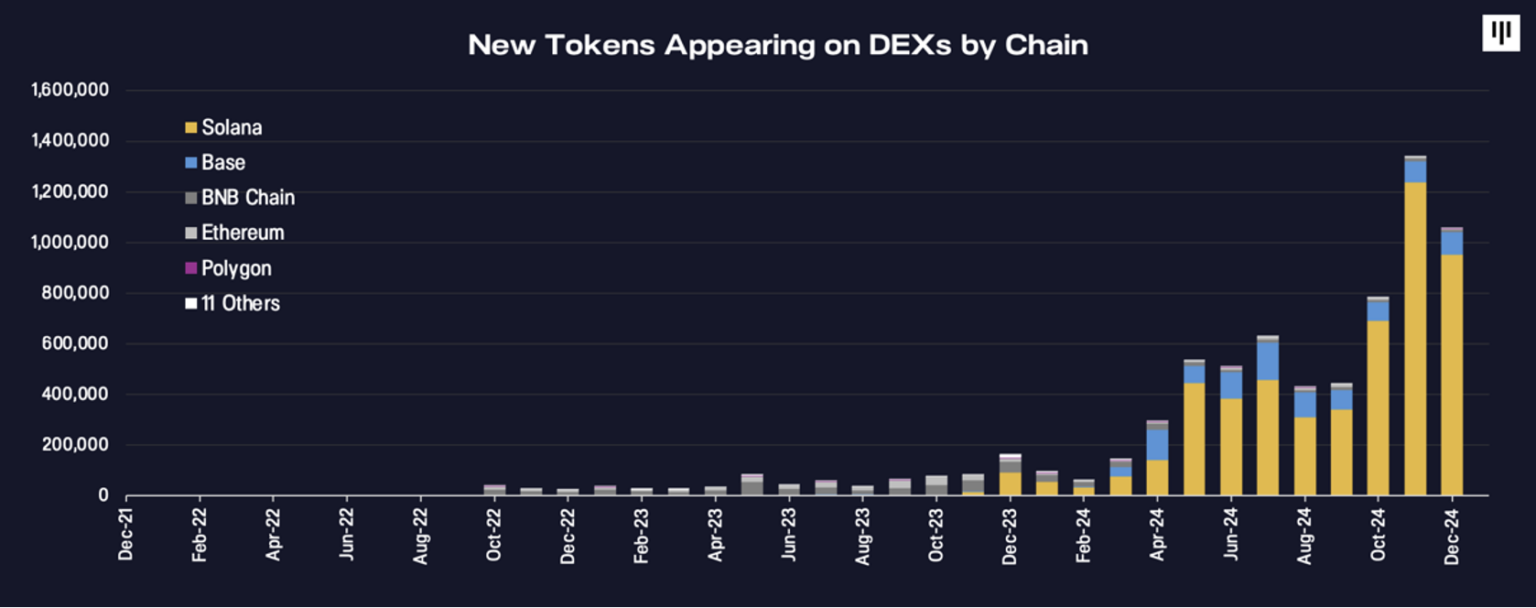 New Tokens Appearing on DEXs by Chain
1,600,000
1,400,000
1,200,000
1,000,000
800,000
600,000
400,000
200,000
0
Solana
Base
BNB Chain
Ethereum
Polygon
11 Others
Dec-21
Feb-22
Apr-22
Jun-22
Aug-22
Oct-22
Dec-22
Feb-23
Apr-23
Jun-23
Aug-23
Oct-23
Dec-23
Feb-24
Apr-24
Jun-24
Aug-24
Oct-24
Dec-24